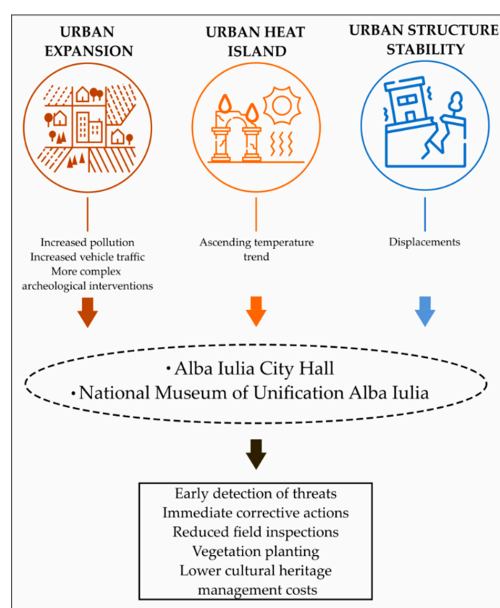 URBAN
EXPANSION
URBAN HEAT
ISLAND
URBAN STRUCTURE
STABILITY
Increased pollution
Increased vehicle traffic
More complex
archeological interventions
Ascending temperature
trend
Displacements
• Alba Iulia City Hall
• National Museum of Unification Alba Iulia
Early detection of threats
Immediate corrective actions
Reduced field inspections
Vegetation planting
Lower cultural heritage
management costs